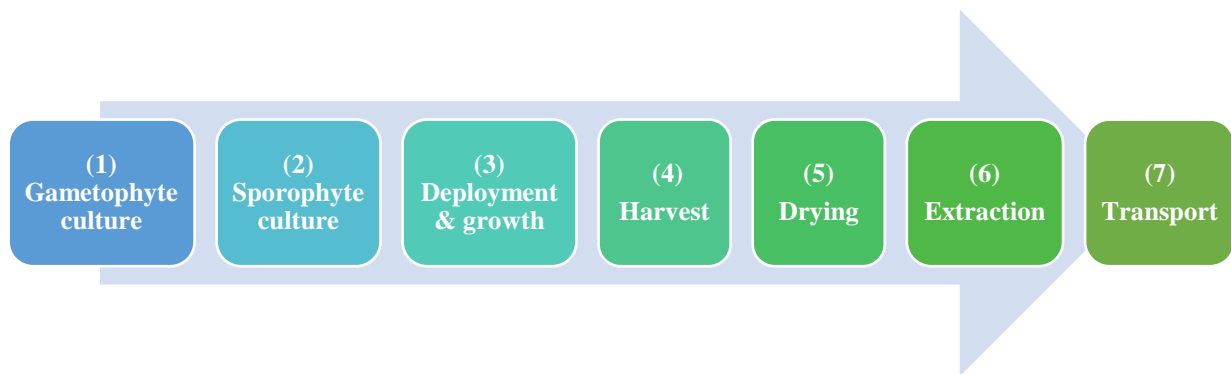 (1)
Gametophyte
culture
(2)
Sporophyte
culture
(3)
Deployment
& growth
(4)
Harvest
(5)
Drying
(6)
Extraction
(7)
Transport